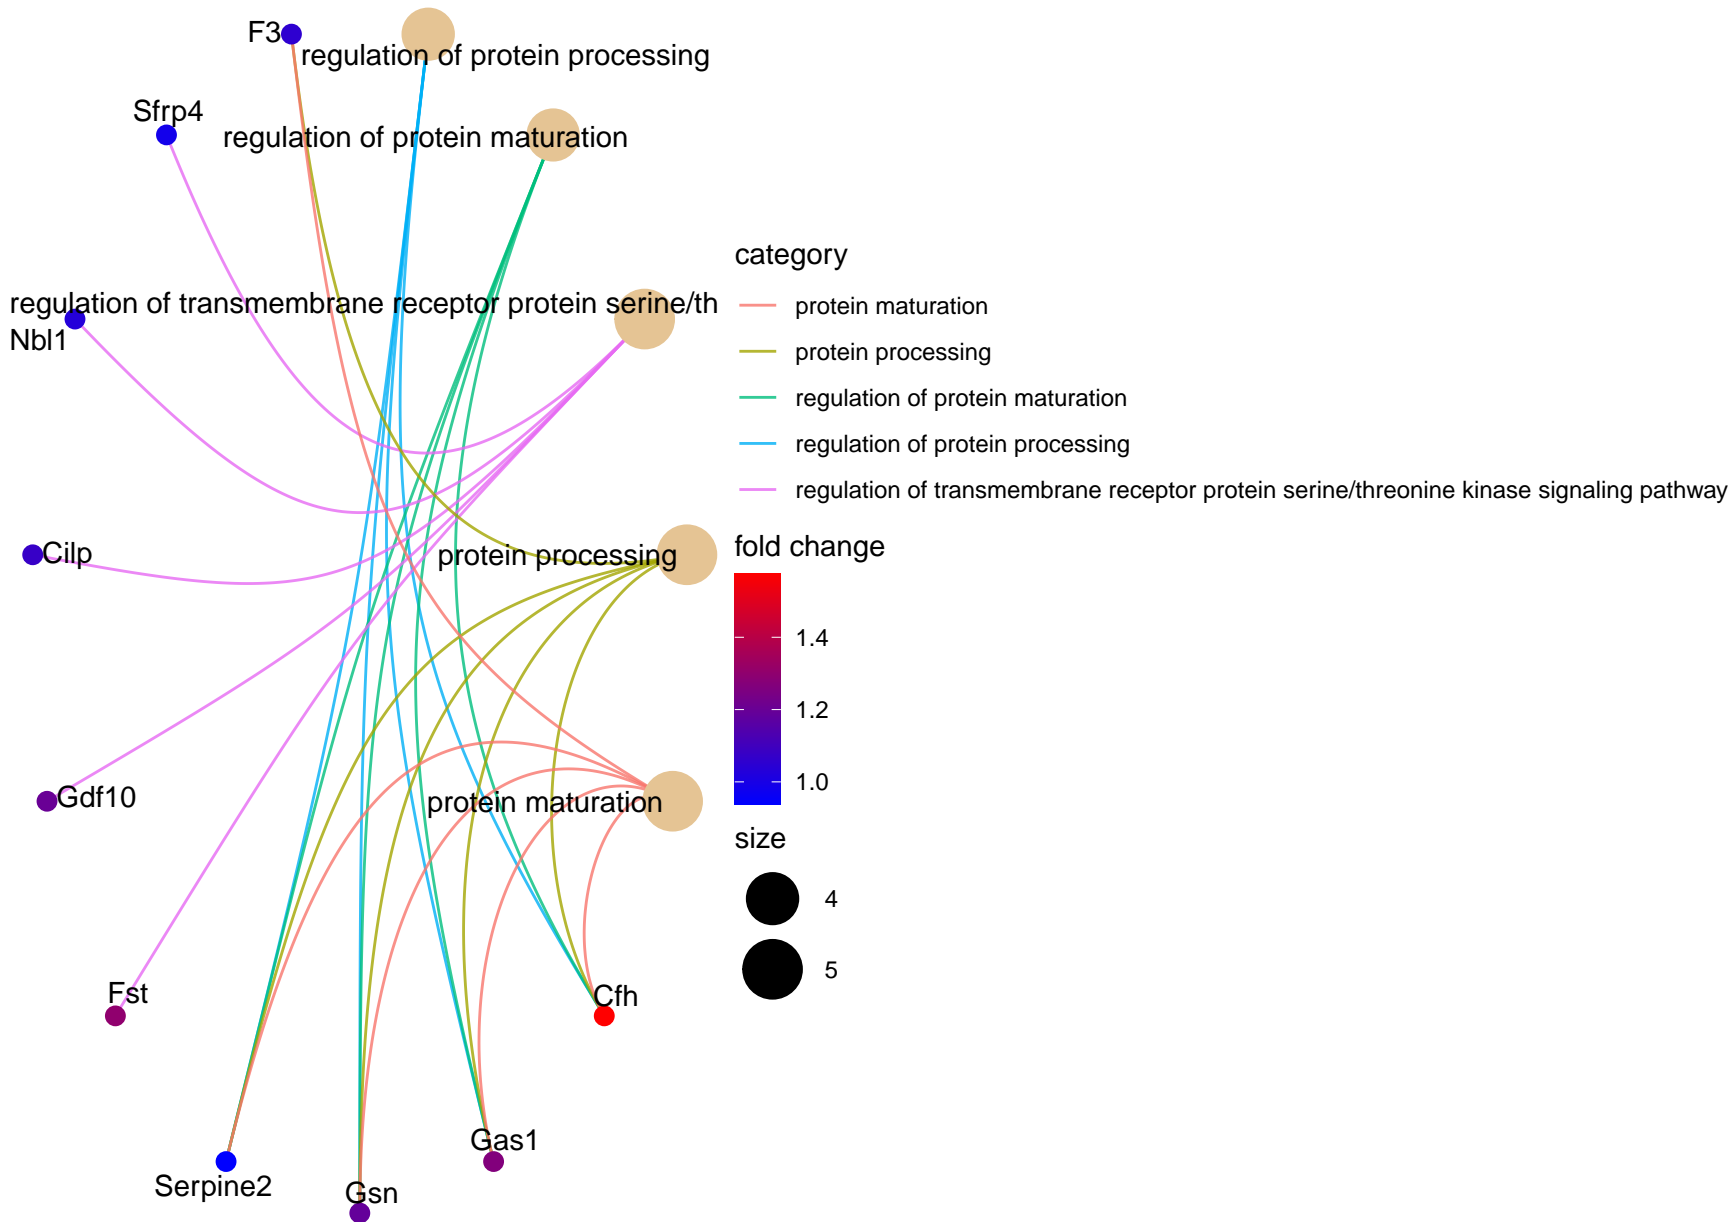 F3
regulation of protein processing
Sfrp4
regulation of protein maturation
regulation of transmembrane receptor protein serine/th
Nbl1
Cilp
protein processing
Gdf10
protein maturation
Fst
Cfh
Gas1
Serpine2
Gsn
category
protein maturation
protein processing
regulation of protein maturation
regulation of protein processing
regulation of transmembrane receptor protein serine/threonine kinase signaling pathway
fold change
1.4
1.2
1.0
size
4
5